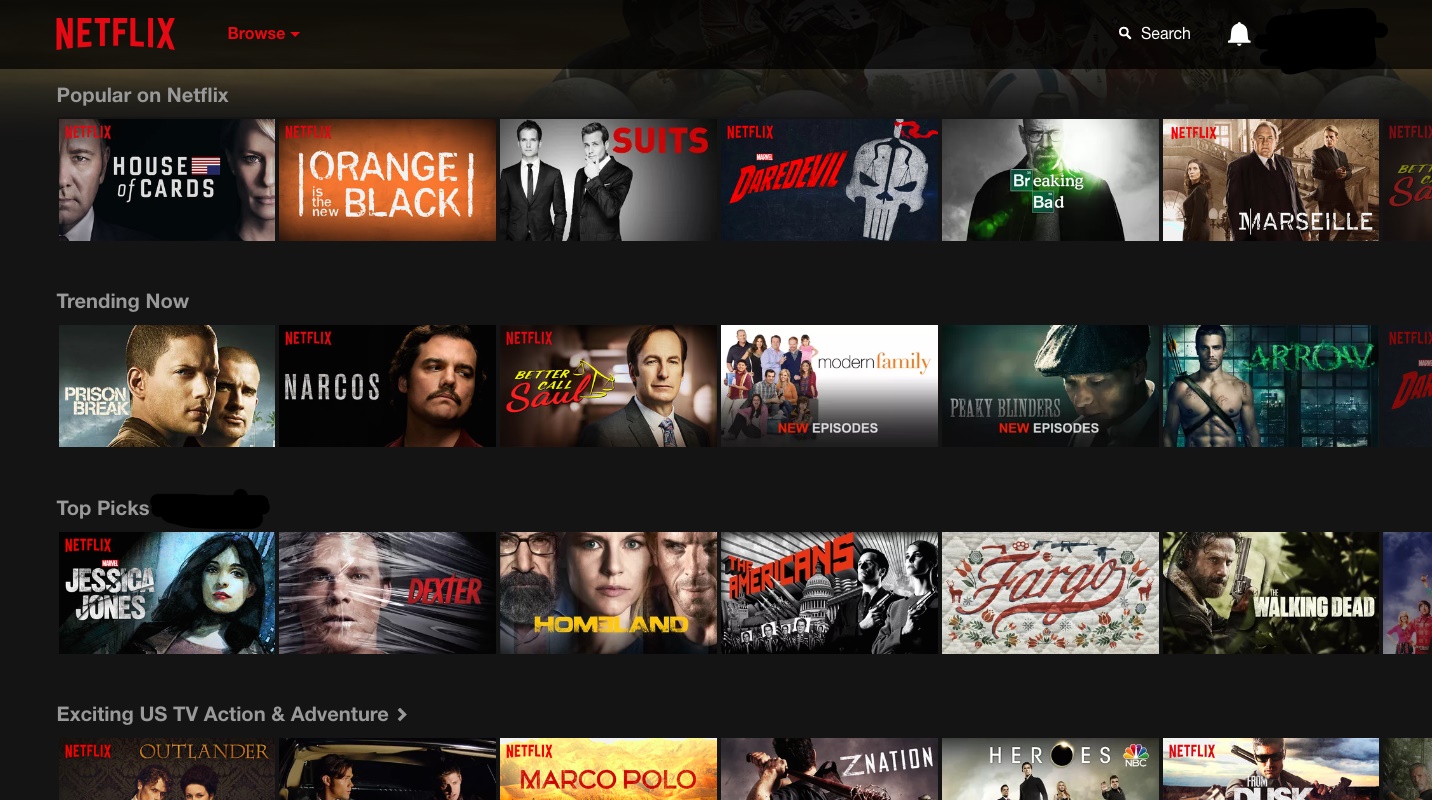 NETFLIX
Browse
Search
Popular on Netflix
NETFLIX
HOUSE
of CARDS
NETFLIX
ORANGE
is
the
new
BLACK
SUITS
NETFLIX
MARVEL
DAREDEVIL
Breaking
Bad
NETFLIX
MARSEILLE
NETFLIX
Trending Now
PRISON
BREAK
NETFLIX
NARCOS
NETFLIX
BETTER
CALL
Saul
modernfamily
NEW EPISODES
PEAKY BLINDERS
NEW EPISODES
ARROW
NETFLIX
Top Picks
NETFLIX
MARVEL
JESSICA
JONES
DEXTER
HOMELAND
THE
AMERICANS
Fargo
THE
WALKING DEAD
Exciting US TV Action & Adventure
NETFLIX
OUTLANDER
NETFLIX
MARCO POLO
Z NATION
HEROES
NBC
NETFLIX
FROM
DUSK